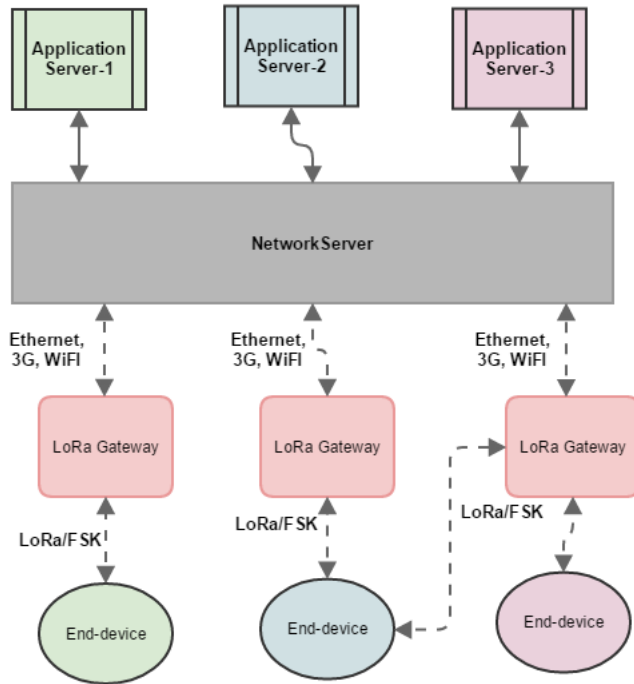 Application
Server-1
Application
Server-2
Application
Server-3
NetworkServer
Ethernet,
3G, WiFI
Ethernet,
3G, WiFI
Ethernet,
3G, WiFI
LoRa Gateway
LoRa Gateway
LoRa Gateway
LoRa/FSK
LoRa/FSK
LoRa/FSK
End-device
End-device
End-device